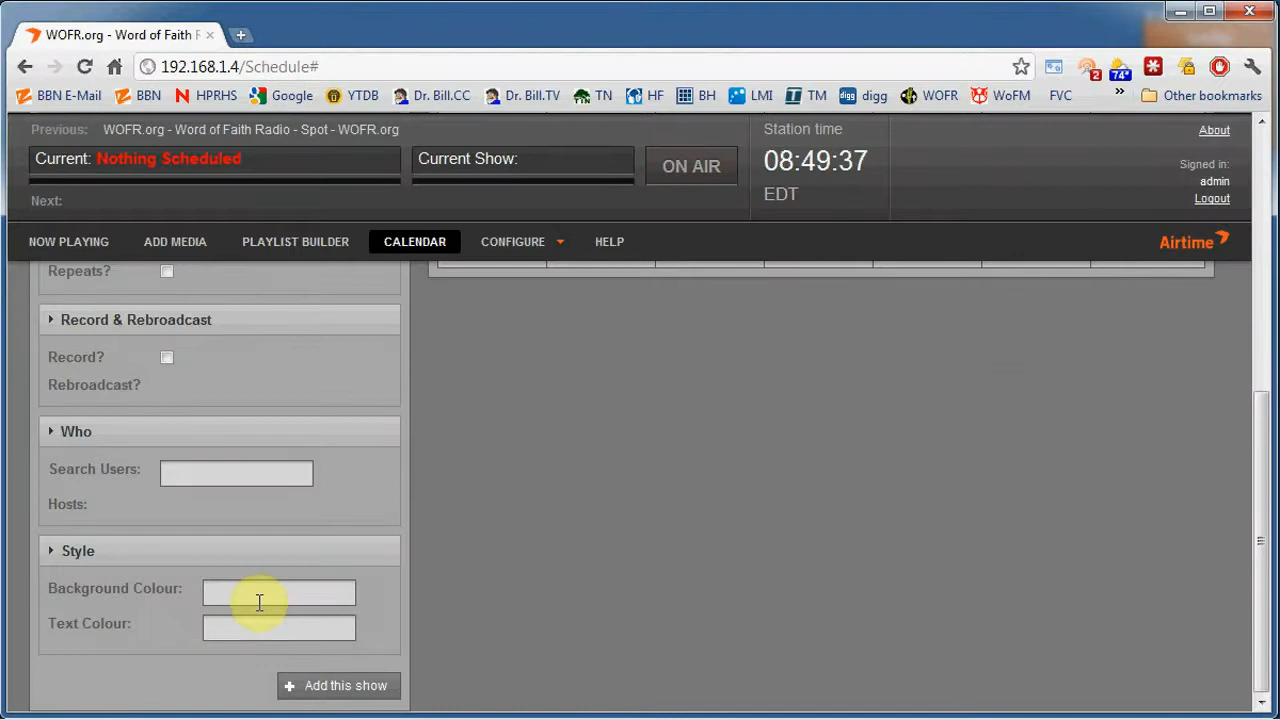 WOFR.org - Word of Faith R
192.168.1.4/Schedule#
2
74°
BBN E-Mail
BBN
HPRHS
Google
YTDB
Dr. Bill.CC
Dr. Bill.TV
TN
HF
BH
LMI
TM
digg
WOFR
WoFM
FVC
»
Other bookmarks
Previous: WOFR.org - Word of Faith Radio - Spot - WOFR.org
Current: Nothing Scheduled
Current Show:
ON AIR
Next:
Station time
08:49:37
EDT
About
Signed in:
admin
Logout
NOW PLAYING
ADD MEDIA
PLAYLIST BUILDER
CALENDAR
CONFIGURE
HELP
Airtime
Repeats?
Record & Rebroadcast
Record?
Rebroadcast?
Who
Search Users:
Hosts:
Style
Background Colour:
Text Colour:
+ Add this show